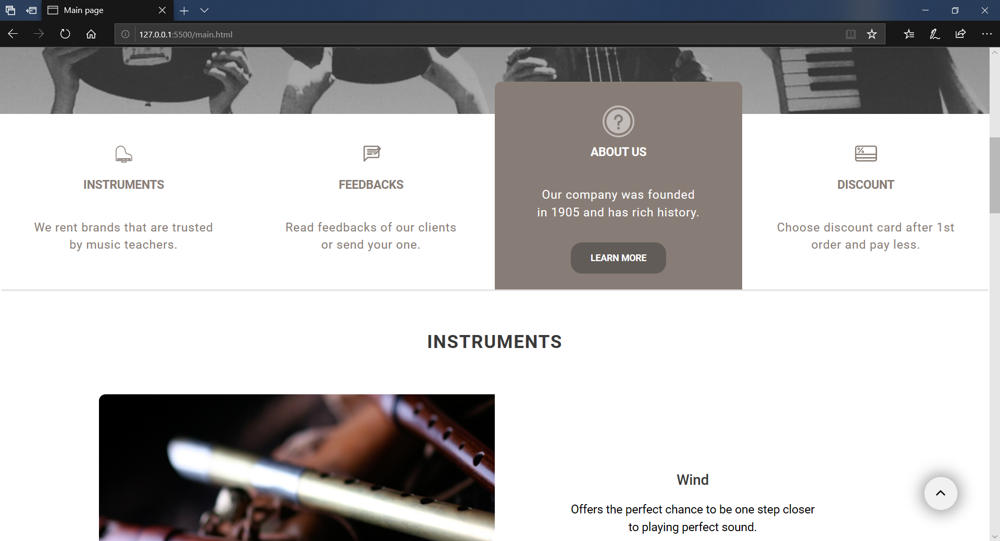 Main page
127.0.0.1:5500/main.html
INSTRUMENTS
We rent brands that are trusted
by music teachers.
FEEDBACKS
Read feedbacks of our clients
or send your one.
ABOUT US
Our company was founded
in 1905 and has rich history.
LEARN MORE
DISCOUNT
Choose discount card after 1st
order and pay less.
INSTRUMENTS
Wind
Offers the perfect chance to be one step closer
to playing perfect sound.